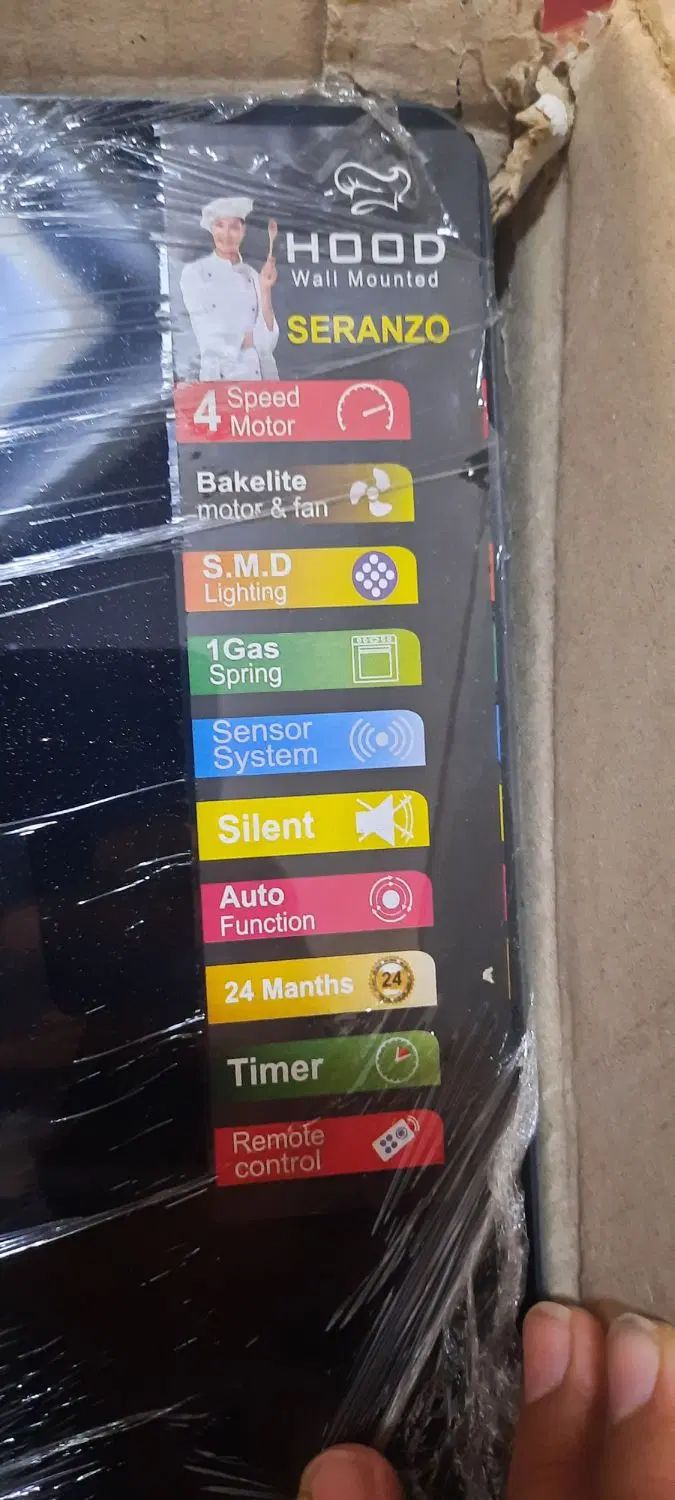 HOOD
Wall Mounted
SERANZO
4 Speed
Motor
Bakelite
motor & fan
S.M.D
Lighting
1Gas
Spring
Sensor
System
Silent
Auto
Function
24 Manths 24
Timer
Remote
control